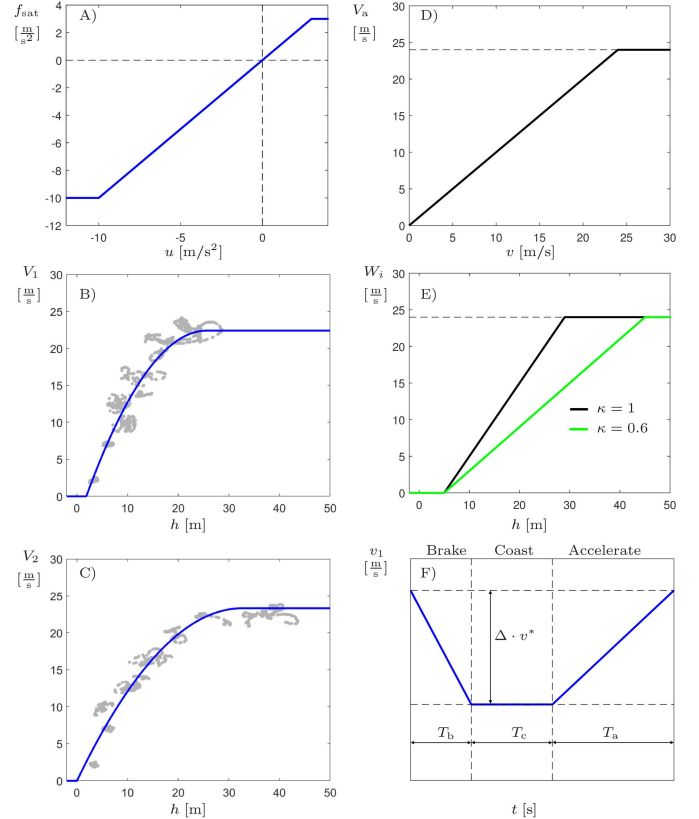 f_sat
[m/s²]
A)
4
2
0
-2
-4
-6
-8
-10
-12
-10
-5
0
u [m/s²]
V_a
[m/s]
D)
30
25
20
15
10
5
0
0
5
10
15
20
25
30
v [m/s]
V_1
[m/s]
B)
30
25
20
15
10
5
0
0
10
20
30
40
50
h [m]
W_i
[m/s]
E)
30
25
20
15
10
5
0
κ = 1
κ = 0.6
0
10
20
30
40
50
h [m]
V_2
[m/s]
C)
30
25
20
15
10
5
0
0
10
20
30
40
50
h [m]
v_1
[m/s]
Brake
Coast
Accelerate
F)
Δ · v*
T_b
T_c
T_a
t [s]